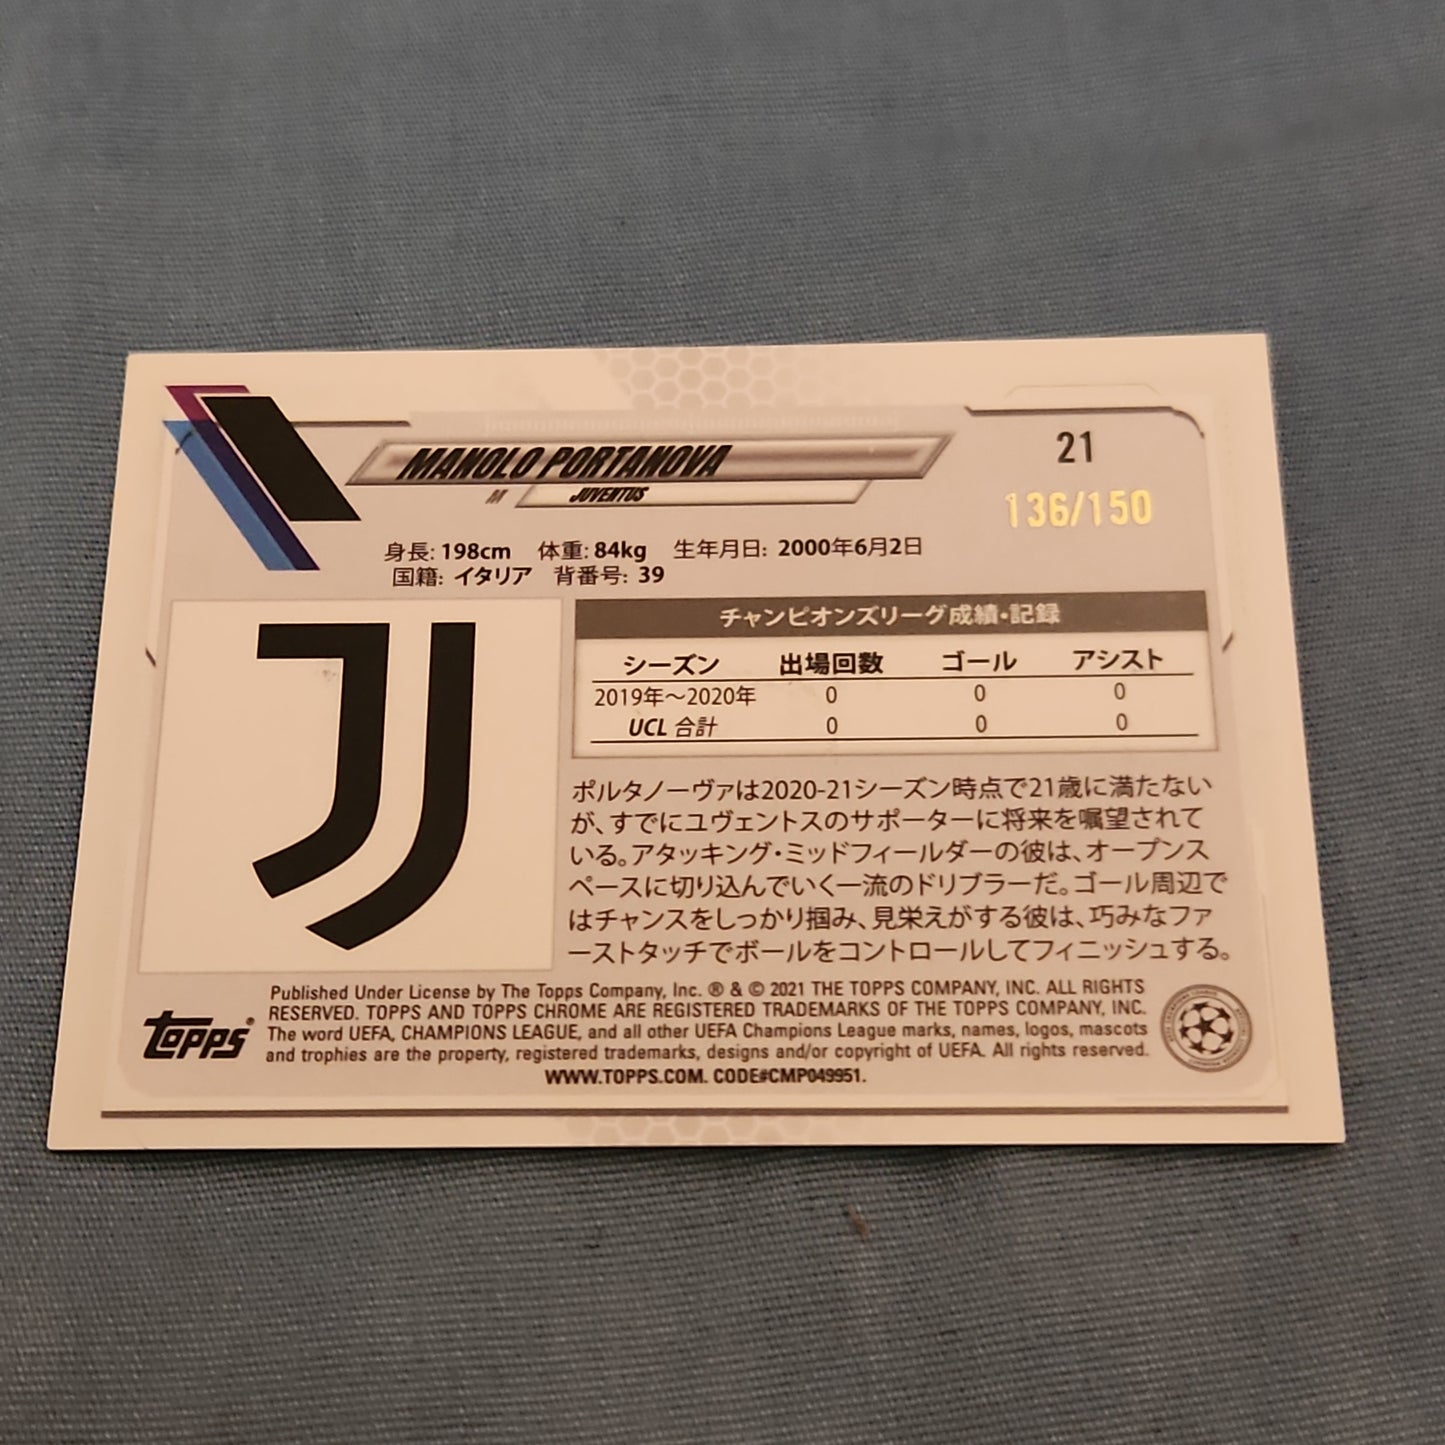 MANOLO PORTANOVA
21
M JUVENTUS
136/150
身長: 198cm 体重: 84kg 生年月日: 2000年6月2日
国籍: イタリア 背番号: 39
チャンピオンズリーグ成績・記録
シーズン 出場回数 ゴール アシスト
2019年～2020年 0 0 0
UCL 合計 0 0 0
ポルタノーヴァは2020-21シーズン時点で21歳に満たない
が、すでにユヴェントスのサポーターに将来を嘱望されて
いる。アタッキング・ミッドフィールダーの彼は、オープンス
ペースに切り込んでいく一流のドリブラーだ。ゴール周辺で
はチャンスをしっかり掴み、見栄えがする彼は、巧みなファ
ーストタッチでボールをコントロールしてフィニッシュする。
topps®
Published Under License by The Topps Company, Inc. ® & © 2021 THE TOPPS COMPANY, INC. ALL RIGHTS
RESERVED. TOPPS AND TOPPS CHROME ARE REGISTERED TRADEMARKS OF THE TOPPS COMPANY, INC.
The word UEFA, CHAMPIONS LEAGUE, and all other UEFA Champions League marks, names, logos, mascots
and trophies are the property, registered trademarks, designs and/or copyright of UEFA. All rights reserved.
WWW.TOPPS.COM. CODE#CMP049951.